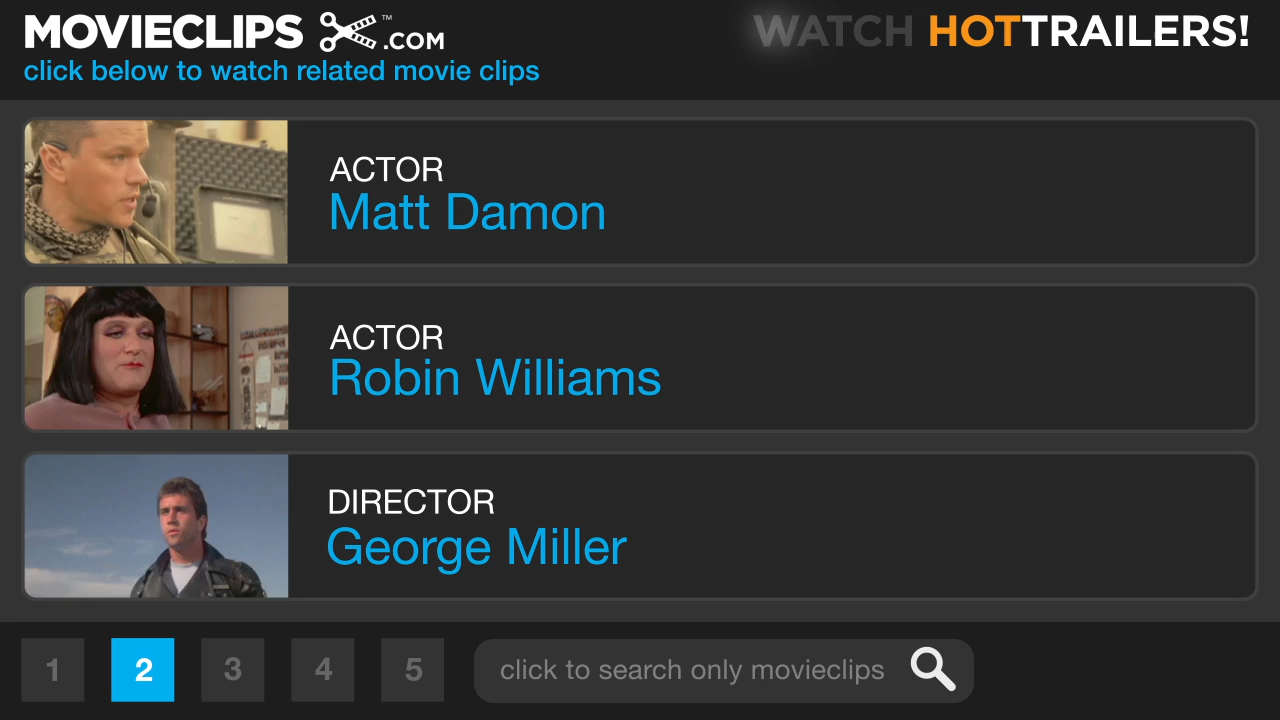 MOVIECLIPS ™ .COM
WATCH HOTTRAILERS!
click below to watch related movie clips
ACTOR
Matt Damon
ACTOR
Robin Williams
DIRECTOR
George Miller
1 2 3 4 5
click to search only movieclips